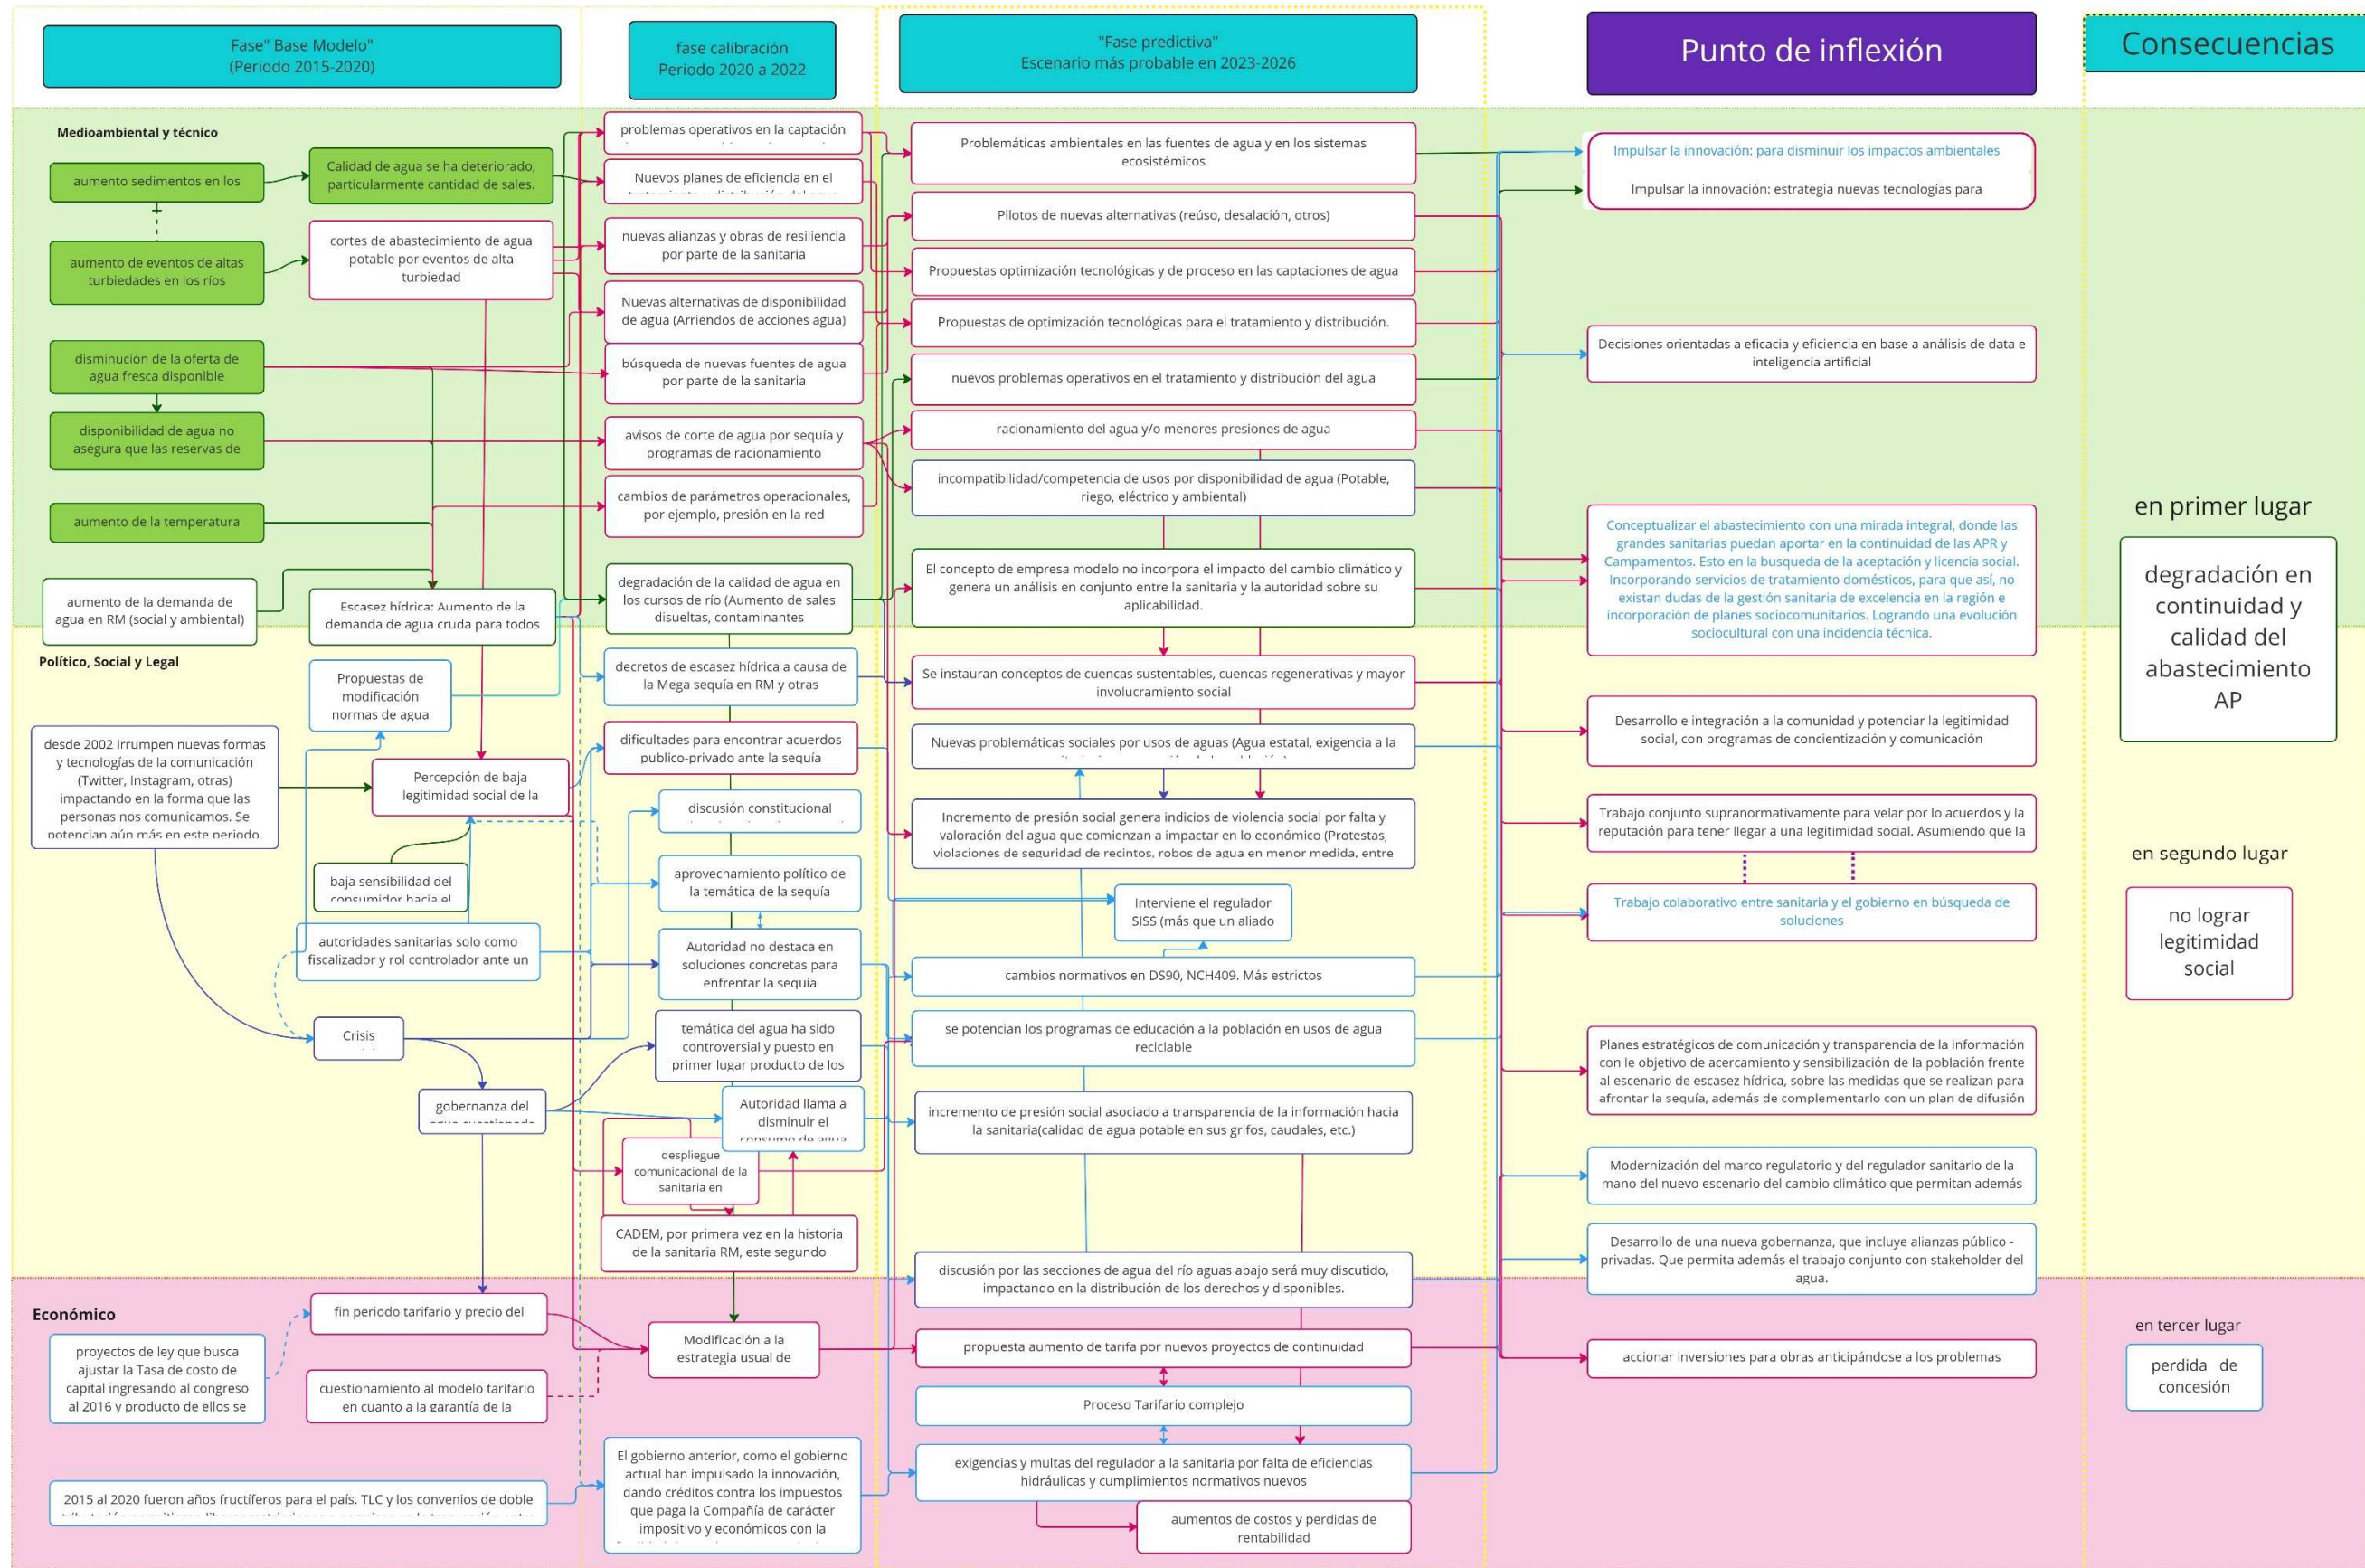 Fase" Base Modelo"
(Periodo 2015-2020)
fase calibración
Periodo 2020 a 2022
"Fase predictiva"
Escenario más probable en 2023-2026
Punto de inflexión
Consecuencias
Medioambiental y técnico
aumento sedimentos en los
Calidad de agua se ha deteriorado,
particularmente cantidad de sales.
aumento de eventos de altas
turbiedades en los ríos
cortes de abastecimiento de agua
potable por eventos de alta
turbiedad
disminución de la oferta de
agua fresca disponible
disponibilidad de agua no
asegura que las reservas de
aumento de la temperatura
aumento de la demanda de
agua en RM (social y ambiental)
Escasez hídrica: Aumento de la
demanda de agua cruda para todos
Político, Social y Legal
Propuestas de
modificación
normas de agua
desde 2002 Irrumpen nuevas formas
y tecnologías de la comunicación
(Twitter, Instagram, otras)
impactando en la forma que las
personas nos comunicamos. Se
potencian aún más en este periodo.
Percepción de baja
legitimidad social de la
baja sensibilidad del
consumidor hacia el
autoridades sanitarias solo como
fiscalizador y rol controlador ante un
Crisis
gobernanza del
agua cuestionada
Económico
fin periodo tarifario y precio del
proyectos de ley que busca
ajustar la Tasa de costo de
capital ingresando al congreso
al 2016 y producto de ellos se
cuestionamiento al modelo tarifario
en cuanto a la garantía de la
2015 al 2020 fueron años fructíferos para el país. TLC y los convenios de doble
problemas operativos en la captación
Nuevos planes de eficiencia en el
tratamiento y distribución del agua
nuevas alianzas y obras de resiliencia
por parte de la sanitaria
Nuevas alternativas de disponibilidad
de agua (Arriendos de acciones agua)
búsqueda de nuevas fuentes de agua
por parte de la sanitaria
avisos de corte de agua por sequía y
programas de racionamiento
cambios de parámetros operacionales,
por ejemplo, presión en la red
degradación de la calidad de agua en
los cursos de río (Aumento de sales
disueltas, contaminantes
decretos de escasez hídrica a causa de
la Mega sequía en RM y otras
dificultades para encontrar acuerdos
publico-privado ante la sequía
discusión constitucional
aprovechamiento político de
la temática de la sequía
Autoridad no destaca en
soluciones concretas para
enfrentar la sequía
temática del agua ha sido
controversial y puesto en
primer lugar producto de los
Autoridad llama a
disminuir el
consumo de agua
despliegue
comunicacional de la
sanitaria en
CADEM, por primera vez en la historia
de la sanitaria RM, este segundo
Modificación a la
estrategia usual de
El gobierno anterior, como el gobierno
actual han impulsado la innovación,
dando créditos contra los impuestos
que paga la Compañía de carácter
impositivo y económicos con la
Problemáticas ambientales en las fuentes de agua y en los sistemas
ecosistémicos
Pilotos de nuevas alternativas (reúso, desalación, otros)
Propuestas optimización tecnológicas y de proceso en las captaciones de agua
Propuestas de optimización tecnológicas para el tratamiento y distribución.
nuevos problemas operativos en el tratamiento y distribución del agua
racionamiento del agua y/o menores presiones de agua
incompatibilidad/competencia de usos por disponibilidad de agua (Potable,
riego, eléctrico y ambiental)
El concepto de empresa modelo no incorpora el impacto del cambio climático y
genera un análisis en conjunto entre la sanitaria y la autoridad sobre su
aplicabilidad.
Se instauran conceptos de cuencas sustentables, cuencas regenerativas y mayor
involucramiento social
Nuevas problemáticas sociales por usos de aguas (Agua estatal, exigencia a la
Incremento de presión social genera indicios de violencia social por falta y
valoración del agua que comienzan a impactar en lo económico (Protestas,
violaciones de seguridad de recintos, robos de agua en menor medida, entre
Interviene el regulador
SISS (más que un aliado
cambios normativos en DS90, NCH409. Más estrictos
se potencian los programas de educación a la población en usos de agua
reciclable
incremento de presión social asociado a transparencia de la información hacia
la sanitaria(calidad de agua potable en sus grifos, caudales, etc.)
discusión por las secciones de agua del río aguas abajo será muy discutido,
impactando en la distribución de los derechos y disponibles.
propuesta aumento de tarifa por nuevos proyectos de continuidad
Proceso Tarifario complejo
exigencias y multas del regulador a la sanitaria por falta de eficiencias
hidráulicas y cumplimientos normativos nuevos
aumentos de costos y perdidas de
rentabilidad
Impulsar la innovación: para disminuir los impactos ambientales
Impulsar la innovación: estrategia nuevas tecnologías para
Decisiones orientadas a eficacia y eficiencia en base a análisis de data e
inteligencia artificial
Conceptualizar el abastecimiento con una mirada integral, donde las
grandes sanitarias puedan aportar en la continuidad de las APR y
Campamentos. Esto en la busqueda de la aceptación y licencia social.
Incorporando servicios de tratamiento domésticos, para que así, no
existan dudas de la gestión sanitaria de excelencia en la región e
incorporación de planes sociocomunitarios. Logrando una evolución
sociocultural con una incidencia técnica.
Desarrollo e integración a la comunidad y potenciar la legitimidad
social, con programas de concientización y comunicación
Trabajo conjunto supranormativamente para velar por lo acuerdos y la
reputación para tener llegar a una legitimidad social. Asumiendo que la
Trabajo colaborativo entre sanitaria y el gobierno en búsqueda de
soluciones
Planes estratégicos de comunicación y transparencia de la información
con le objetivo de acercamiento y sensibilización de la población frente
al escenario de escasez hídrica, sobre las medidas que se realizan para
afrontar la sequía, además de complementarlo con un plan de difusión
Modernización del marco regulatorio y del regulador sanitario de la
mano del nuevo escenario del cambio climático que permitan además
Desarrollo de una nueva gobernanza, que incluye alianzas público -
privadas. Que permita además el trabajo conjunto con stakeholder del
agua.
accionar inversiones para obras anticipándose a los problemas
en primer lugar
degradación en
continuidad y
calidad del
abastecimiento
AP
en segundo lugar
no lograr
legitimidad
social
en tercer lugar
perdida de
concesión